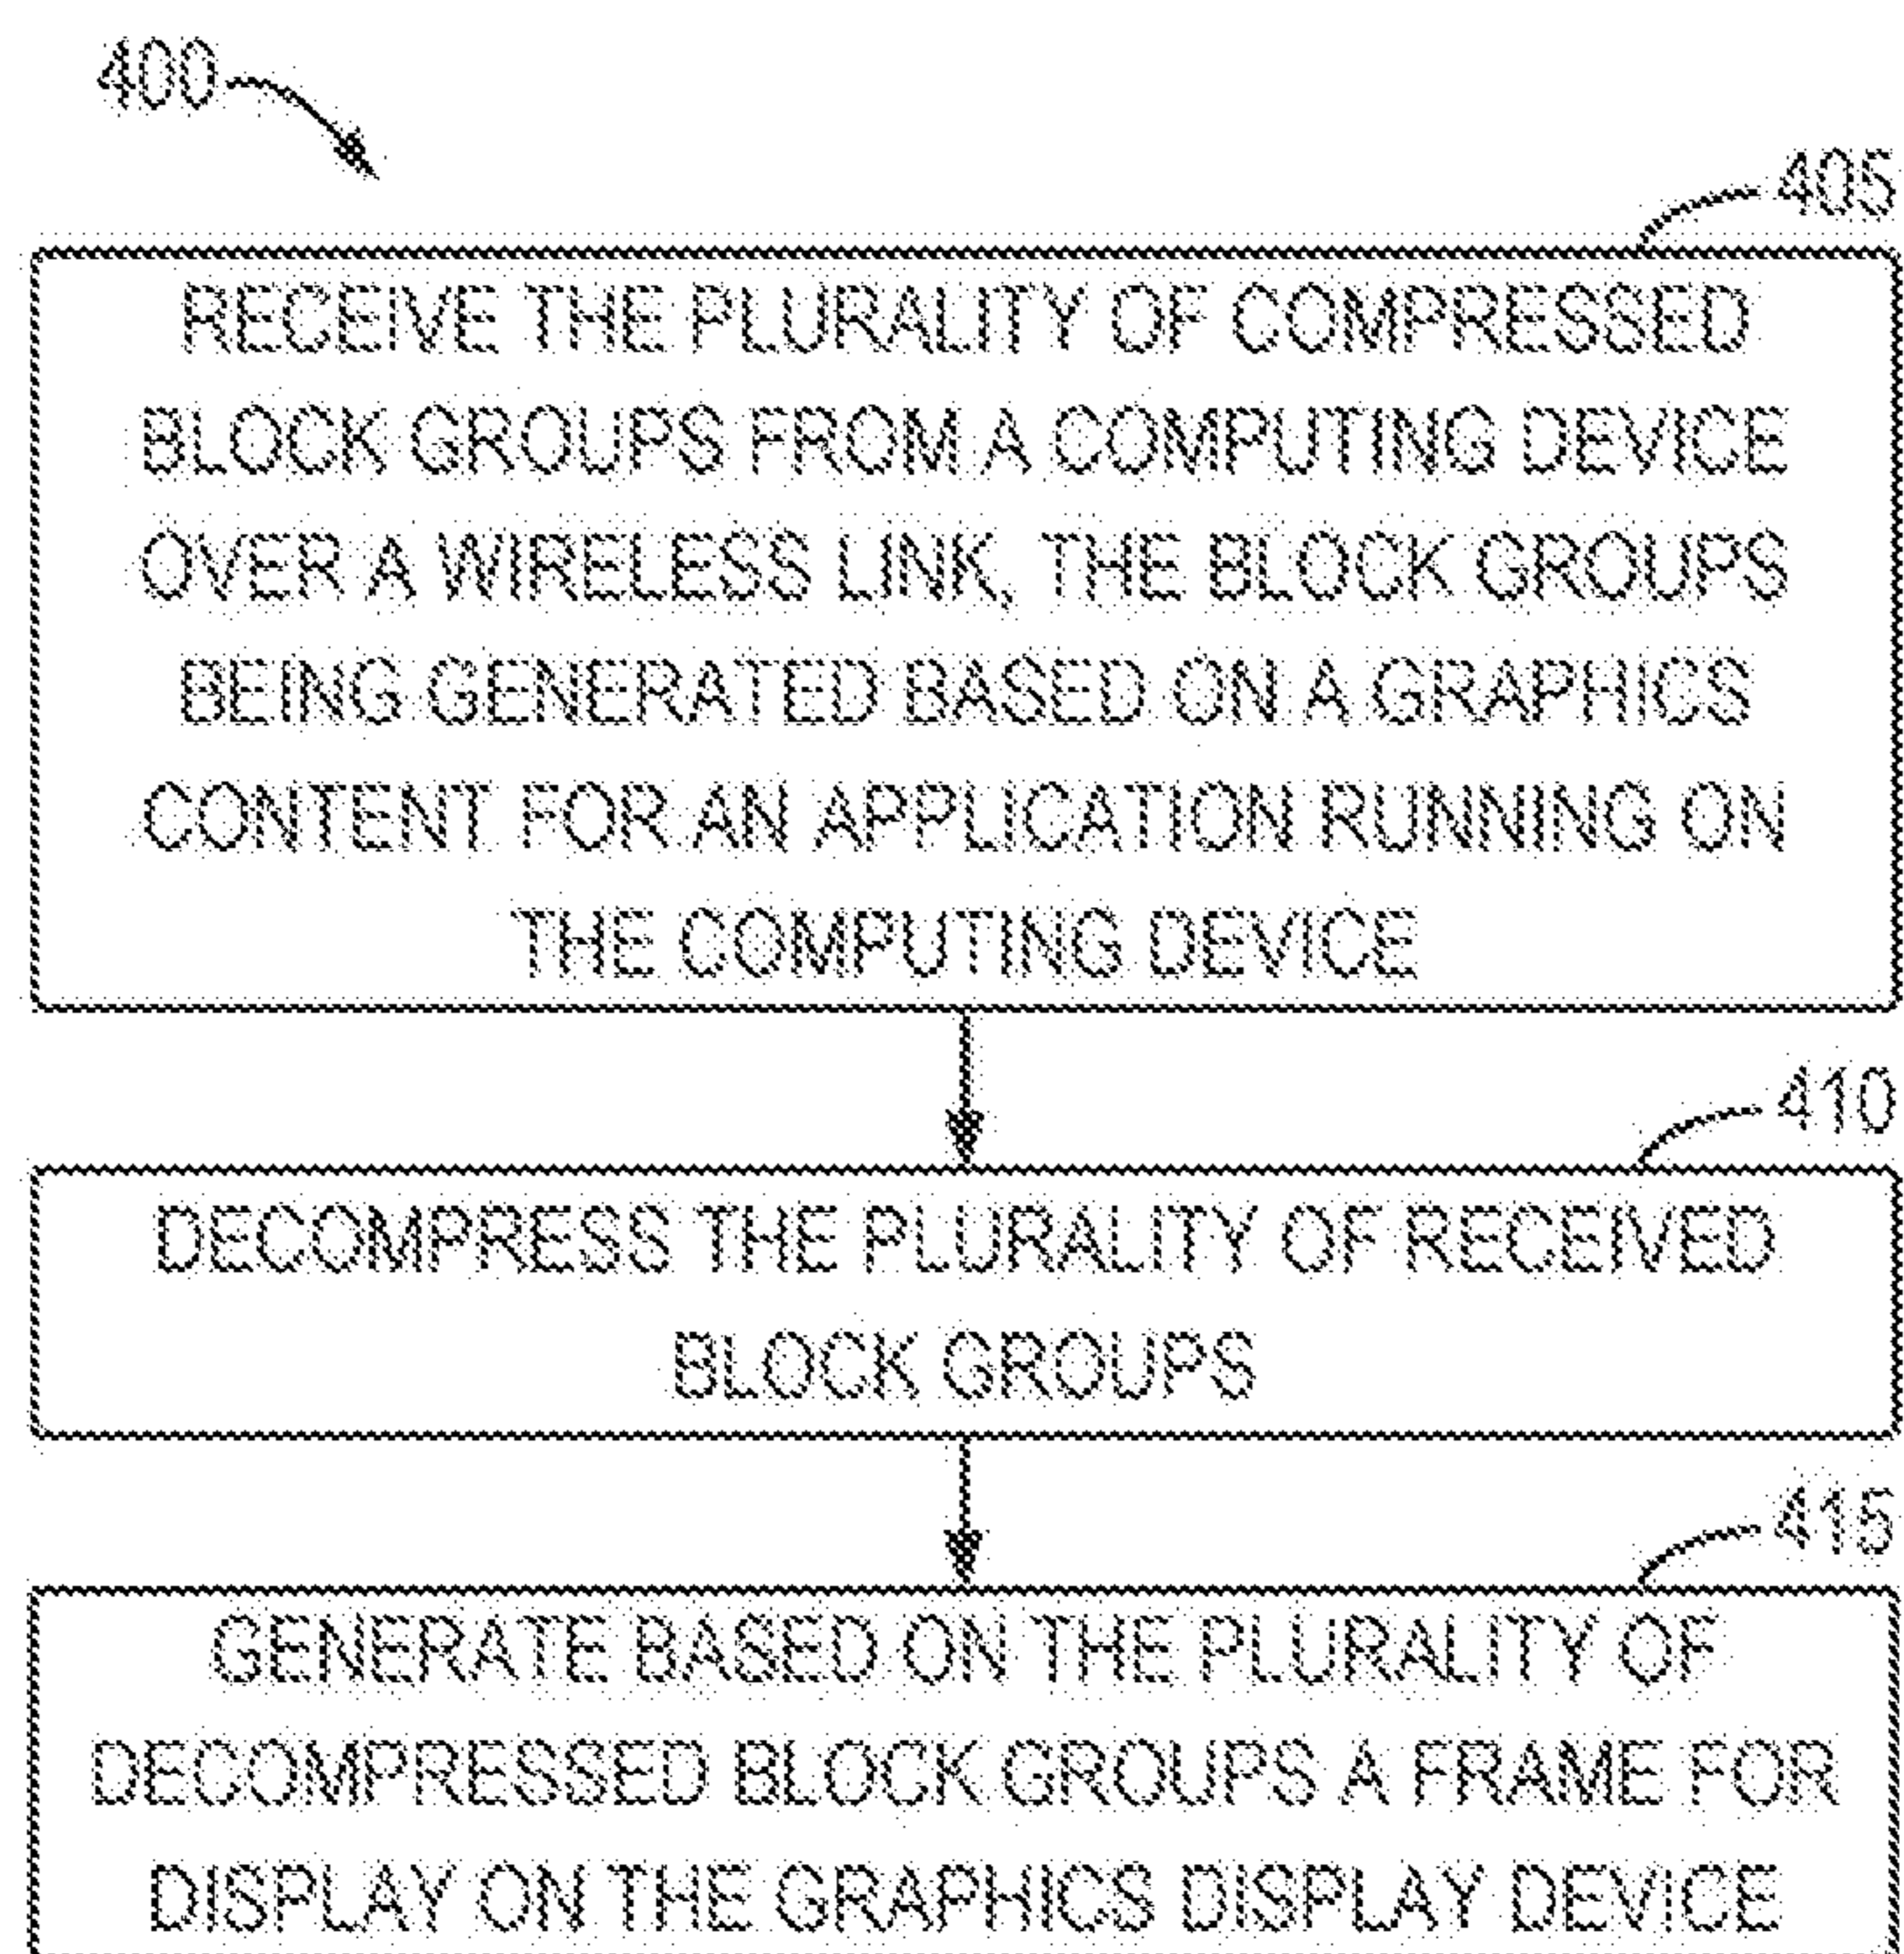 400
405
RECEIVE THE PLURALITY OF COMPRESSED
BLOCK GROUPS FROM A COMPUTING DEVICE
OVER A WIRELESS LINK, THE BLOCK GROUPS
BEING GENERATED BASED ON A GRAPHICS
CONTENT FOR AN APPLICATION RUNNING ON
THE COMPUTING DEVICE
410
DECOMPRESS THE PLURALITY OF RECEIVED
BLOCK GROUPS
415
GENERATE BASED ON THE PLURALITY OF
DECOMPRESSED BLOCK GROUPS A FRAME FOR
DISPLAY ON THE GRAPHICS DISPLAY DEVICE